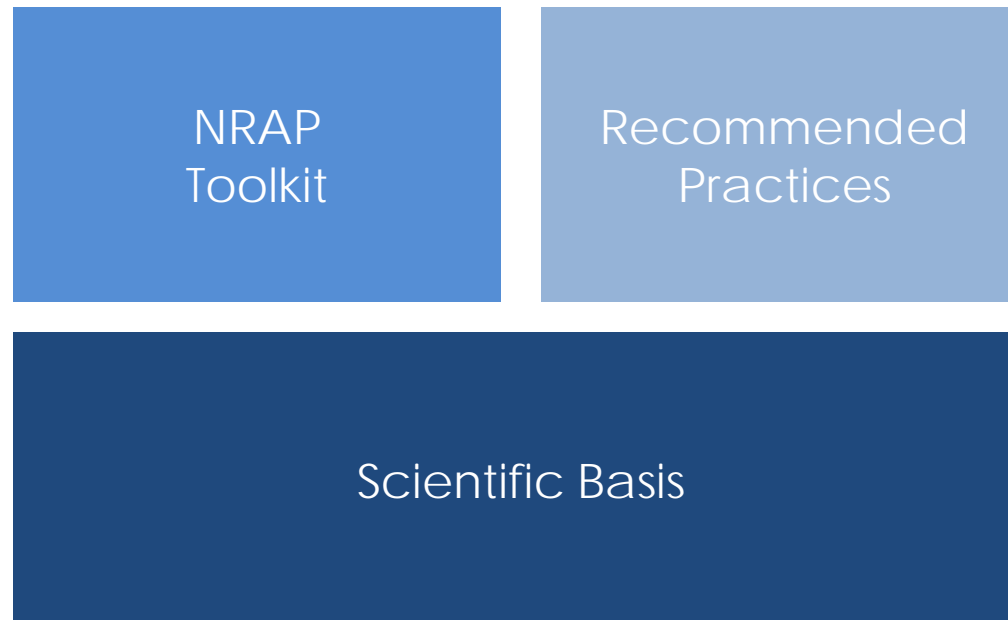 NRAP
Toolkit
Recommended
Practices
Scientific Basis